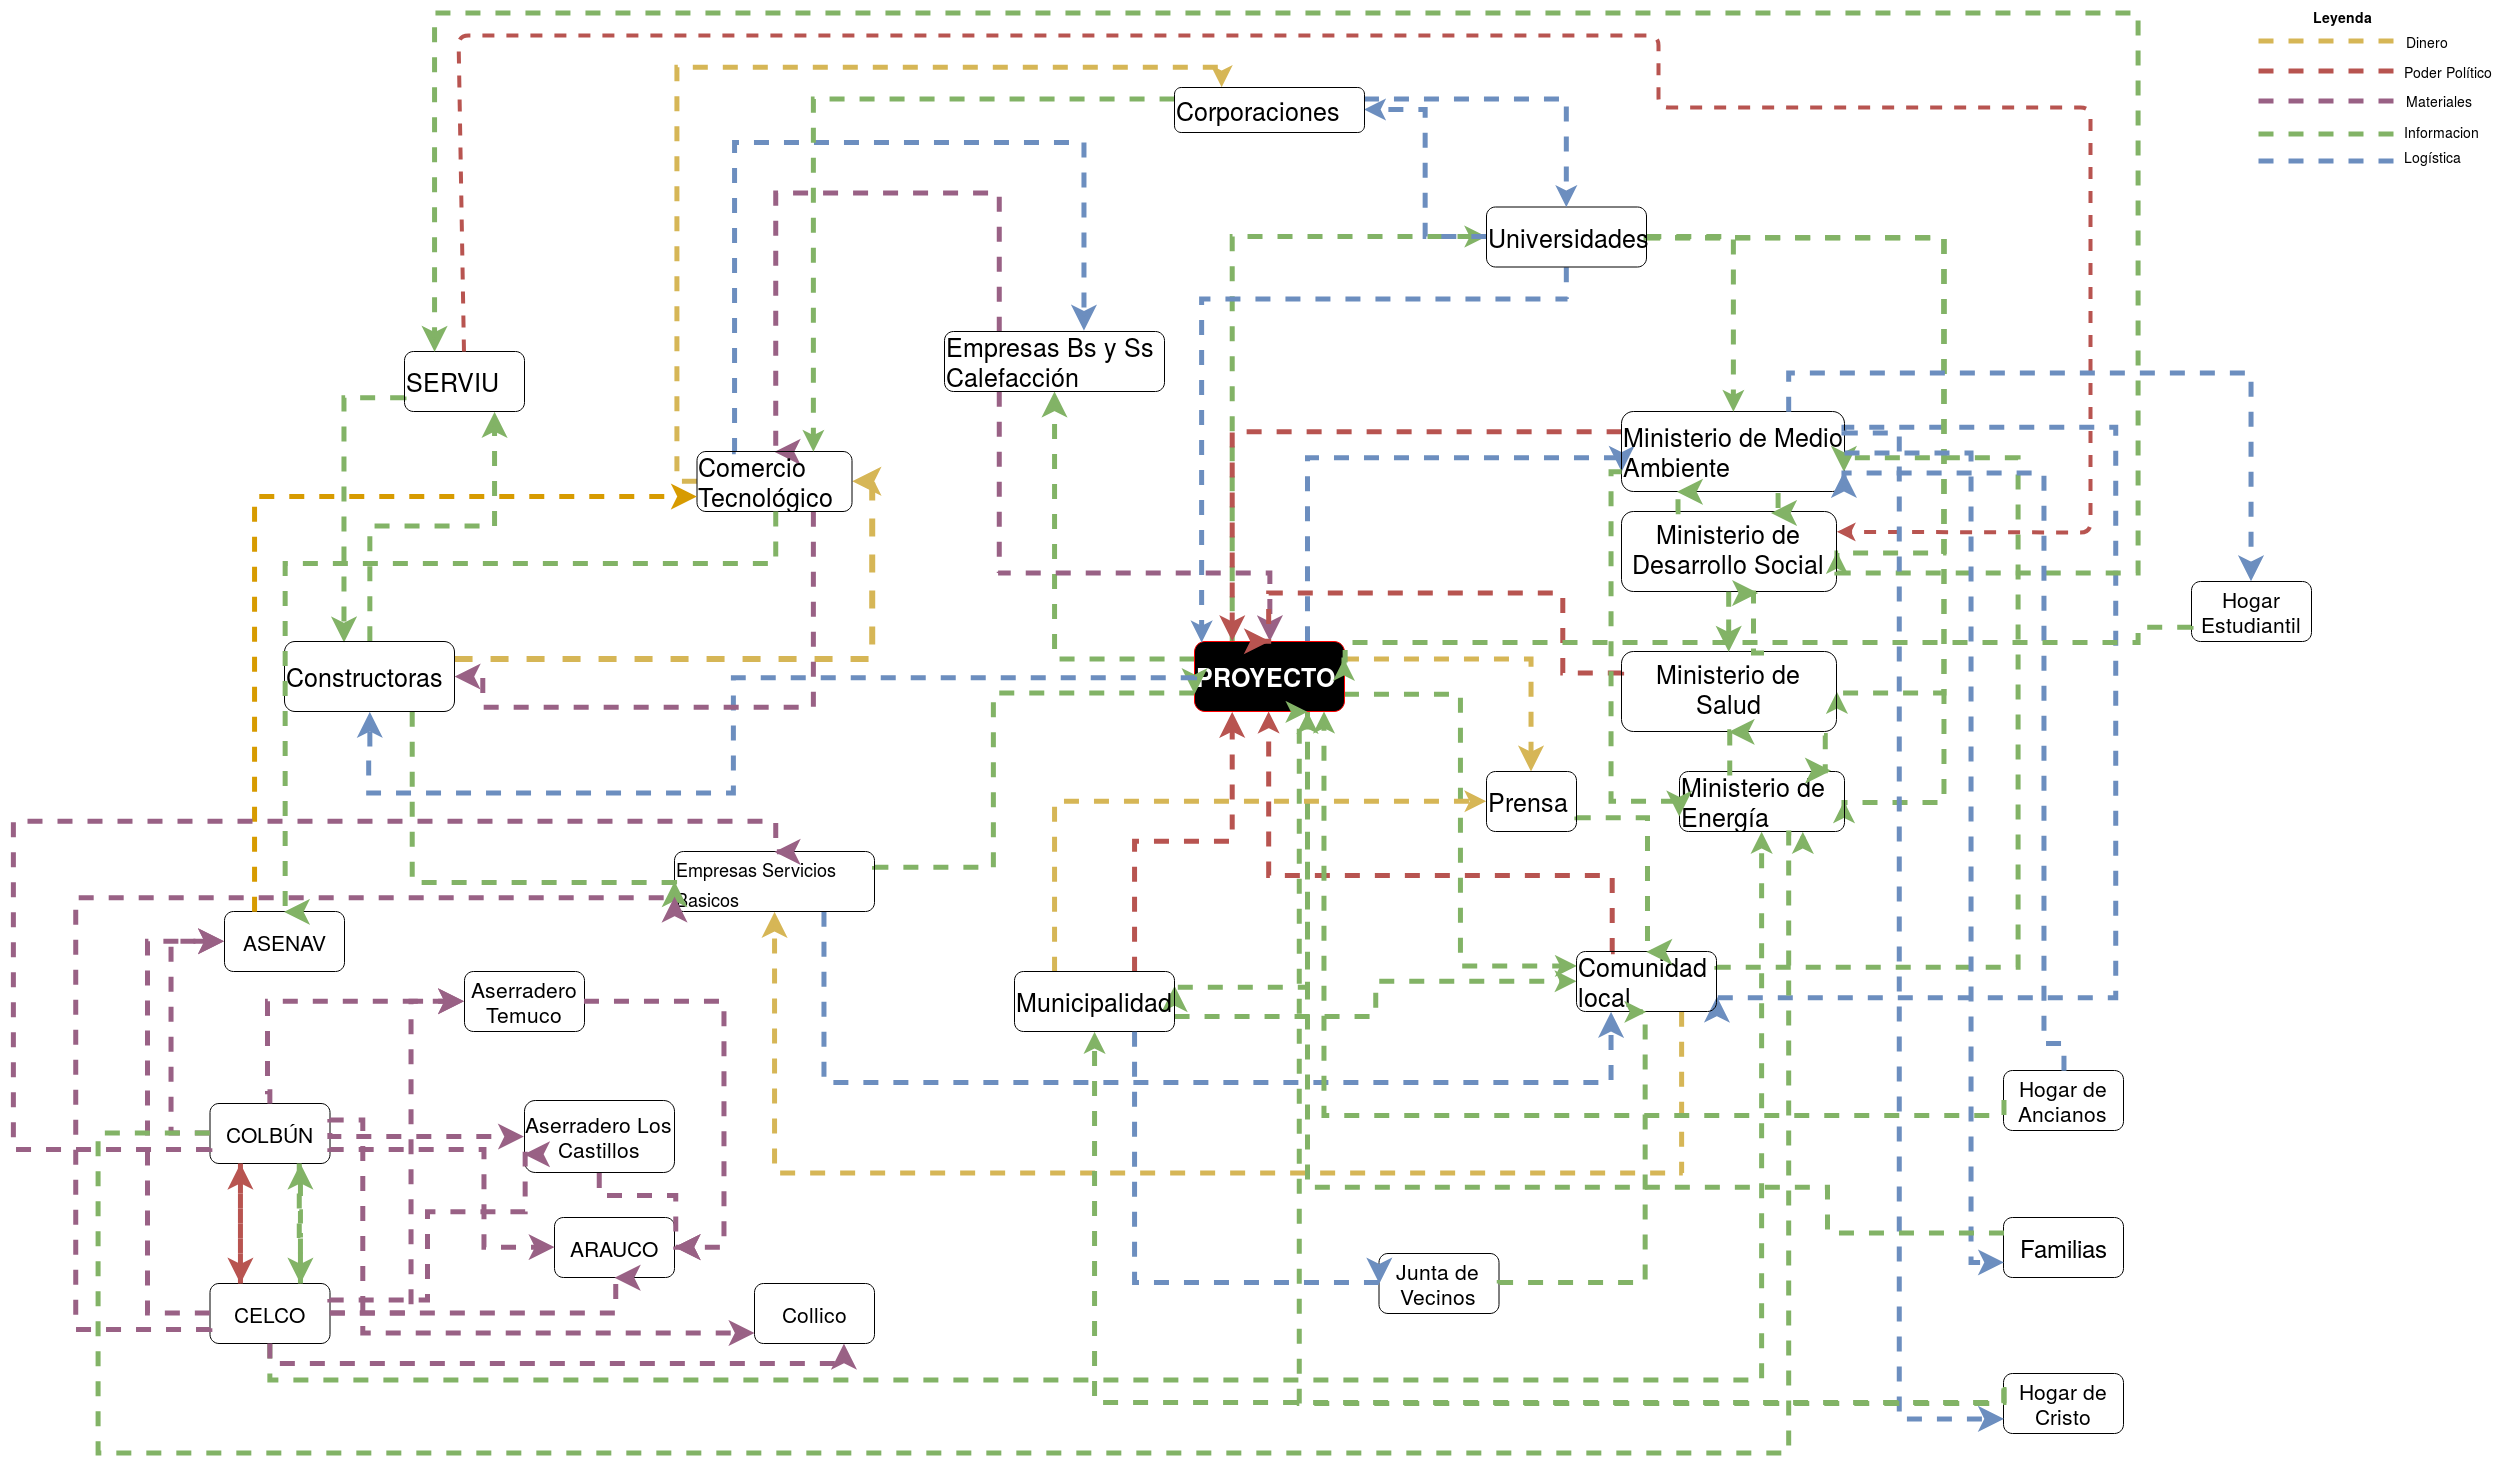 Leyenda
Dinero
Poder Político
Materiales
Informacion
Logística
Corporaciones
Universidades
Empresas Bs y Ss
Calefacción
SERVIU
Comercio
Tecnológico
Ministerio de Medio
Ambiente
Ministerio de
Desarrollo Social
Hogar
Estudiantil
Constructoras
PROYECTO
Ministerio de
Salud
Prensa
Ministerio de
Energía
Empresas Servicios
Basicos
ASENAV
Aserradero
Temuco
Municipalidad
Comunidad
local
COLBÚN
Aserradero Los
Castillos
Hogar de
Ancianos
ARAUCO
Familias
CELCO
Collico
Junta de
Vecinos
Hogar de
Cristo